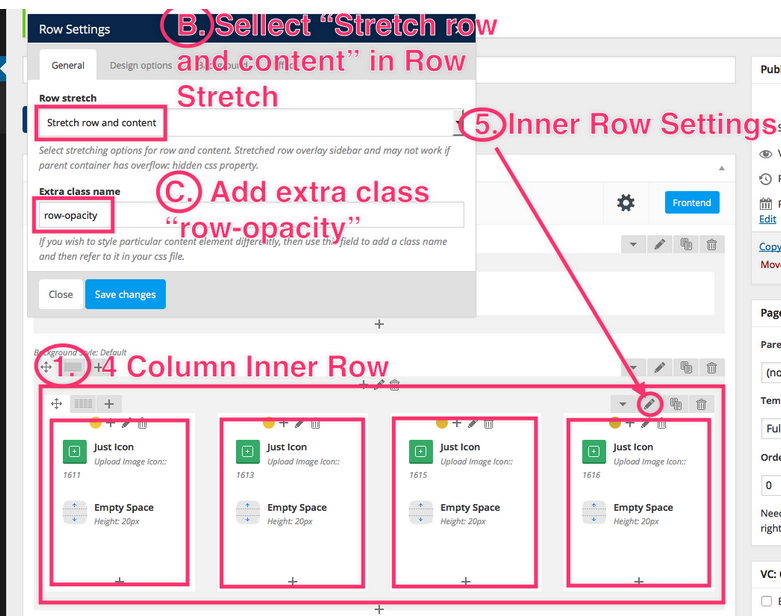 Row Settings
B. Sellect “Stretch row
and content” in Row
Stretch
General
Design options
Row stretch
Stretch row and content
5. Inner Row Settings
Select stretching options for row and content. Stretched row overlay sidebar and may not work if
parent container has overflow: hidden css property.
Extra class name
C. Add extra class
“row-opacity”
row-opacity
If you wish to style particular content element differently, then use this field to add a class name
and then refer to it in your css file.
Close
Save changes
Frontend
Publ
Edit
Copy
Move
Page
Pare
(no
Tem
Full
Orde
0
Need
right
VC:
Background Style: Default
1. 4 Column Inner Row
Just Icon
Upload Image Icon::
1611
Empty Space
Height: 20px
Just Icon
Upload Image Icon::
1613
Empty Space
Height: 20px
Just Icon
Upload Image Icon::
1615
Empty Space
Height: 20px
Just Icon
Upload Image Icon::
1616
Empty Space
Height: 20px